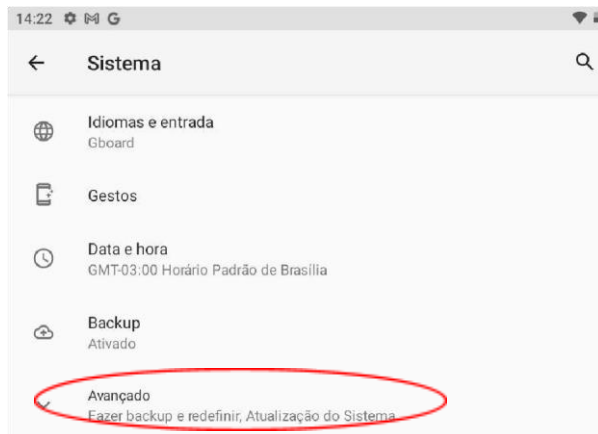 14:22 G
Sistema
Idiomas e entrada
Gboard
Gestos
Data e hora
GMT-03:00 Horário Padrão de Brasília
Backup
Ativado
Avançado
Fazer backup e redefinir, Atualização do Sistema